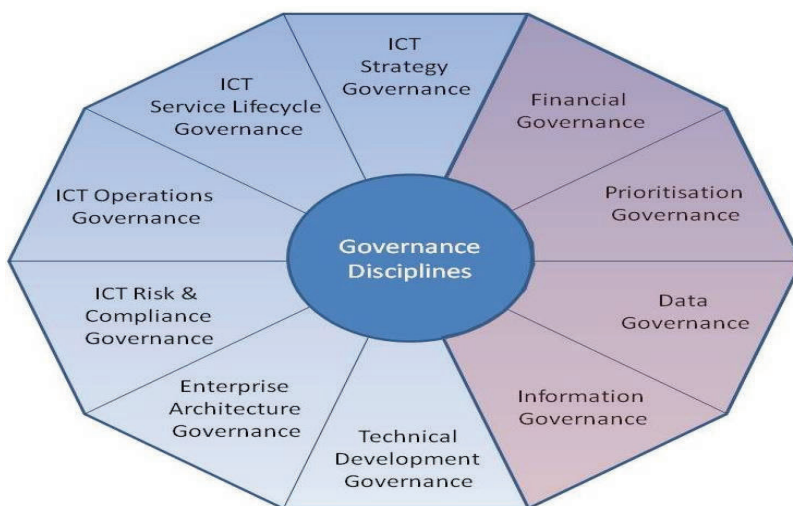 ICT
Strategy
Governance
Financial
Governance
Prioritisation
Governance
Data
Governance
Information
Governance
Technical
Development
Governance
Enterprise
Architecture
Governance
ICT Risk &
Compliance
Governance
ICT Operations
Governance
ICT
Service Lifecycle
Governance
Governance
Disciplines